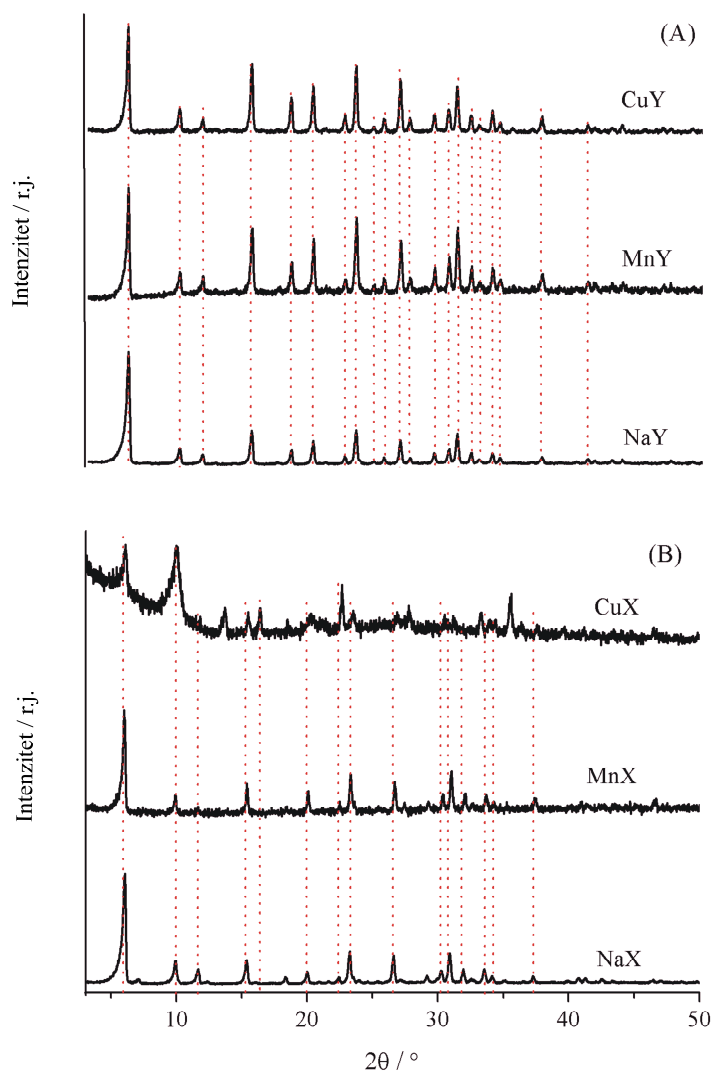 (A)
CuY
MnY
NaY
Intenzitet / r.j.
(B)
CuX
MnX
NaX
Intenzitet / r.j.
10 20 30 40 50
2θ / °